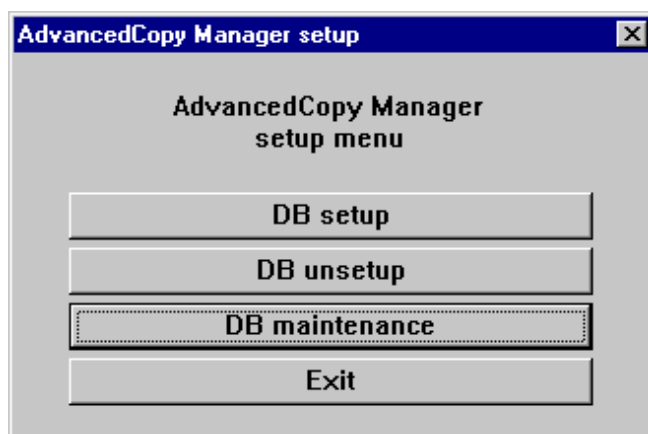 AdvancedCopy Manager setup
AdvancedCopy Manager
setup menu
DB setup
DB unsetup
DB maintenance
Exit